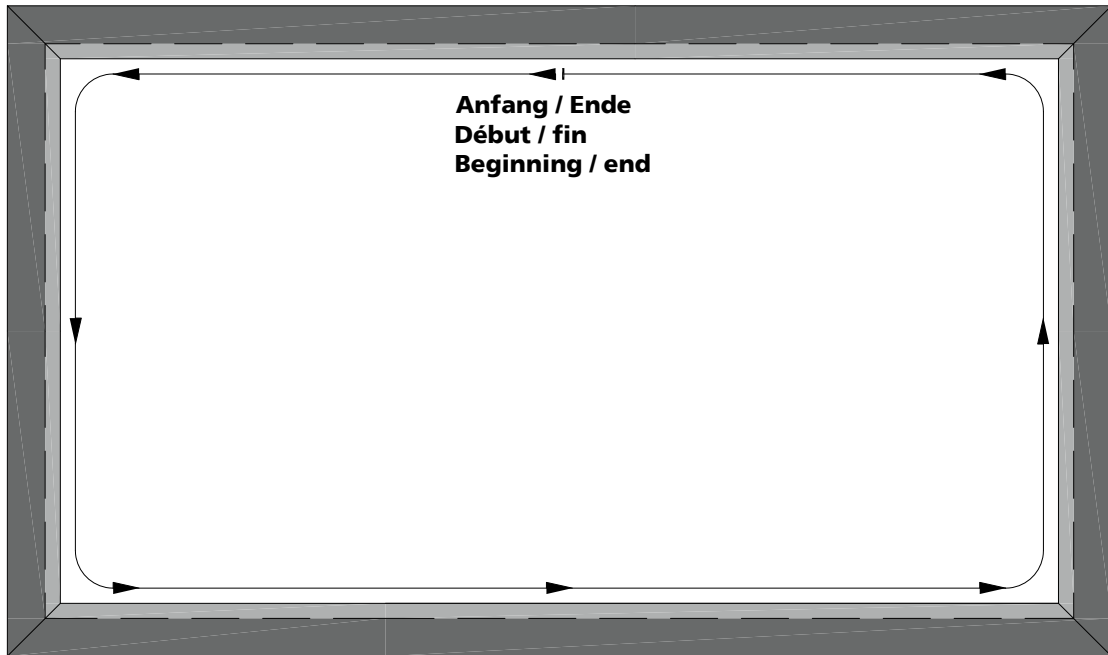 Anfang / Ende
Début / fin
Beginning / end